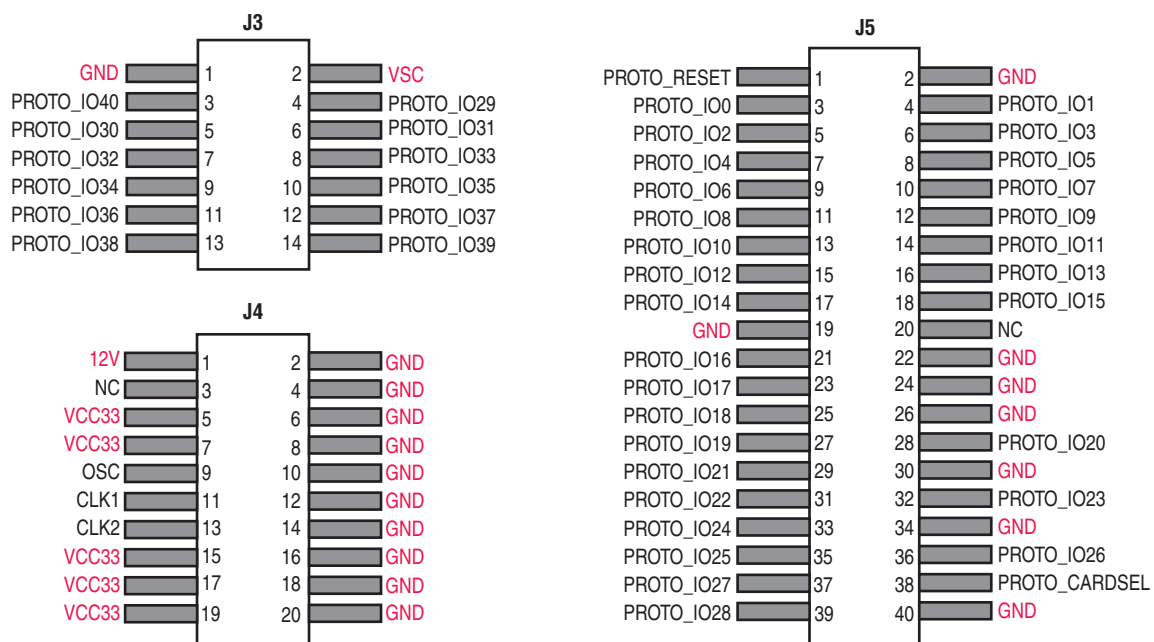 J3
GND 1 2 VSC
PROTO_IO40 3 4 PROTO_IO29
PROTO_IO30 5 6 PROTO_IO31
PROTO_IO32 7 8 PROTO_IO33
PROTO_IO34 9 10 PROTO_IO35
PROTO_IO36 11 12 PROTO_IO37
PROTO_IO38 13 14 PROTO_IO39
J4
12V 1 2 GND
NC 3 4 GND
VCC33 5 6 GND
VCC33 7 8 GND
OSC 9 10 GND
CLK1 11 12 GND
CLK2 13 14 GND
VCC33 15 16 GND
VCC33 17 18 GND
VCC33 19 20 GND
J5
PROTO_RESET 1 2 GND
PROTO_IO0 3 4 PROTO_IO1
PROTO_IO2 5 6 PROTO_IO3
PROTO_IO4 7 8 PROTO_IO5
PROTO_IO6 9 10 PROTO_IO7
PROTO_IO8 11 12 PROTO_IO9
PROTO_IO10 13 14 PROTO_IO11
PROTO_IO12 15 16 PROTO_IO13
PROTO_IO14 17 18 PROTO_IO15
GND 19 20 NC
PROTO_IO16 21 22 GND
PROTO_IO17 23 24 GND
PROTO_IO18 25 26 GND
PROTO_IO19 27 28 PROTO_IO20
PROTO_IO21 29 30 GND
PROTO_IO22 31 32 PROTO_IO23
PROTO_IO24 33 34 GND
PROTO_IO25 35 36 PROTO_IO26
PROTO_IO27 37 38 PROTO_CARDSEL
PROTO_IO28 39 40 GND